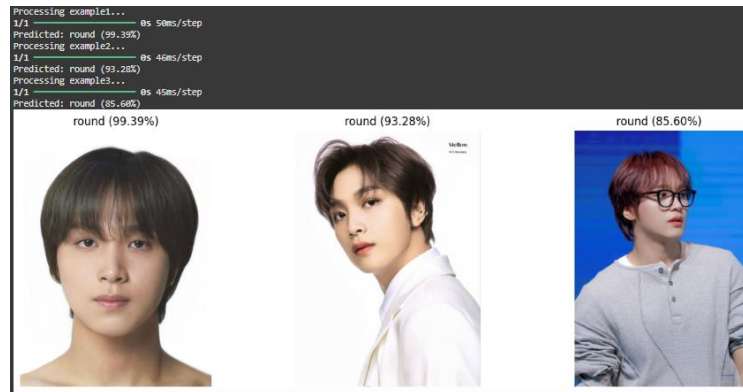 Processing example1...
1/1 ━━━━━━━━━━━━━━━━━━━━ 0s 50ms/step
Predicted: round (99.39%)
Processing example2...
1/1 ━━━━━━━━━━━━━━━━━━━━ 0s 46ms/step
Predicted: round (93.28%)
Processing example3...
1/1 ━━━━━━━━━━━━━━━━━━━━ 0s 45ms/step
Predicted: round (85.60%)
round (99.39%) round (93.28%) round (85.60%)